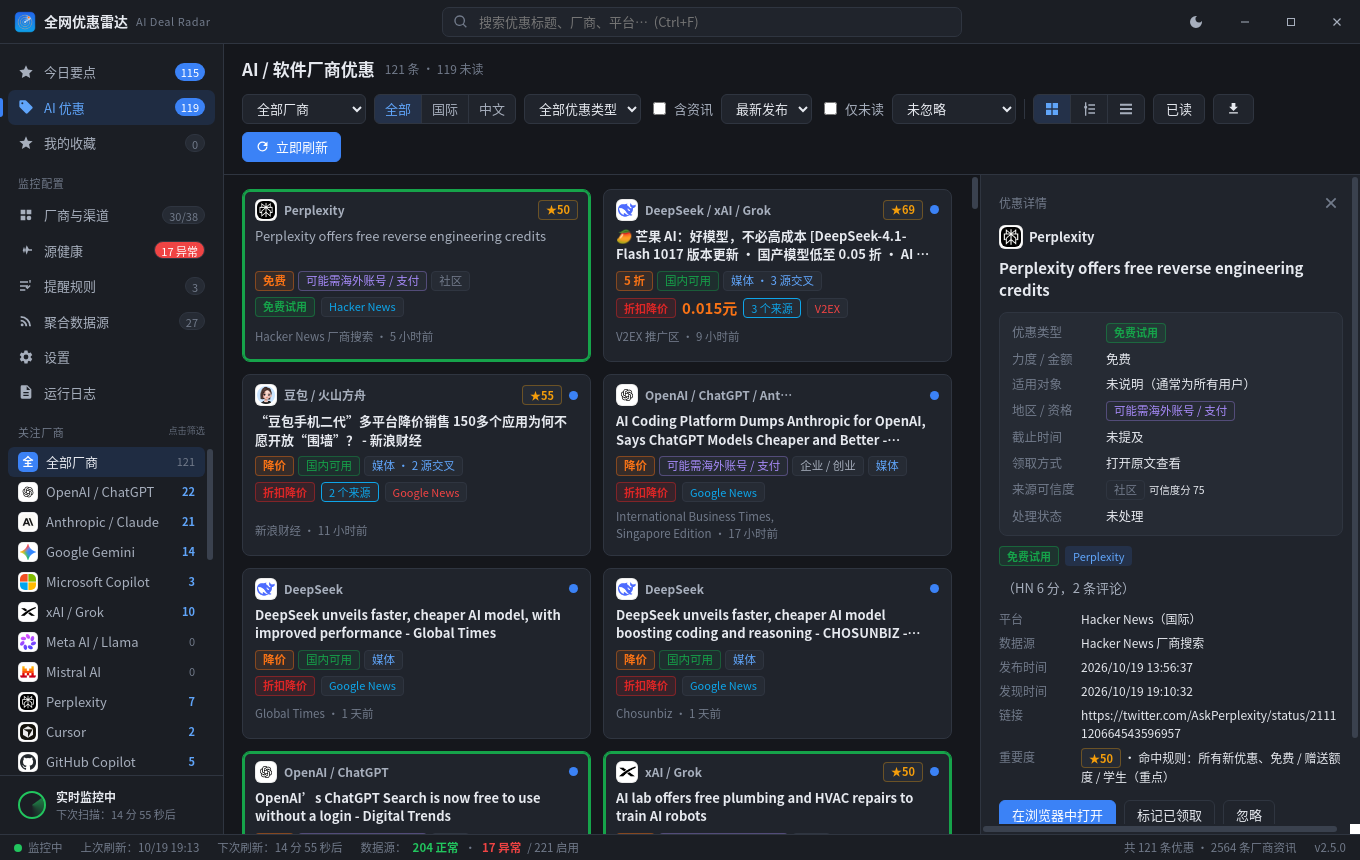 全网优惠雷达 AI Deal Radar
搜索优惠标题、厂商、平台… (Ctrl+F)
今日要点 115
AI 优惠 119
我的收藏 0
监控配置
厂商与渠道 30/38
源健康 17 异常
提醒规则 3
聚合数据源 27
设置
运行日志
关注厂商 点击筛选
全 全部厂商 121
OpenAI / ChatGPT 22
Anthropic / Claude 21
Google Gemini 14
Microsoft Copilot 3
xAI / Grok 10
Meta AI / Llama 0
Mistral AI 0
Perplexity 7
Cursor 2
GitHub Copilot 5
实时监控中
下次扫描：14 分 55 秒后
AI / 软件厂商优惠 121 条 · 119 未读
全部厂商 全部 国际 中文 全部优惠类型 含资讯 最新发布 仅未读 未忽略 已读
立即刷新
Perplexity ★50
Perplexity offers free reverse engineering credits
免费 可能需海外账号 / 支付 社区
免费试用 Hacker News
Hacker News 厂商搜索 · 5 小时前
DeepSeek / xAI / Grok ★69
🥭 芒果 AI：好模型，不必高成本 [DeepSeek-4.1-
Flash 1017 版本更新 · 国产模型低至 0.05 折 · AI …
5 折 国内可用 媒体 · 3 源交叉
折扣降价 0.015元 3 个来源 V2EX
V2EX 推广区 · 9 小时前
豆包 / 火山方舟 ★55
“豆包手机二代”多平台降价销售 150多个应用为何不
愿开放“围墙”？ - 新浪财经
降价 国内可用 媒体 · 2 源交叉
折扣降价 2 个来源 Google News
新浪财经 · 11 小时前
OpenAI / ChatGPT / Ant…
AI Coding Platform Dumps Anthropic for OpenAI,
Says ChatGPT Models Cheaper and Better -…
降价 可能需海外账号 / 支付 企业 / 创业 媒体
折扣降价 Google News
International Business Times,
Singapore Edition · 17 小时前
DeepSeek
DeepSeek unveils faster, cheaper AI model, with
improved performance - Global Times
降价 国内可用 媒体
折扣降价 Google News
Global Times · 1 天前
DeepSeek
DeepSeek unveils faster, cheaper AI model
boosting coding and reasoning - CHOSUNBIZ -…
降价 国内可用 媒体
折扣降价 Google News
Chosunbiz · 1 天前
OpenAI / ChatGPT
OpenAI’s ChatGPT Search is now free to use
without a login - Digital Trends
xAI / Grok ★50
AI lab offers free plumbing and HVAC repairs to
train AI robots
优惠详情
Perplexity
Perplexity offers free reverse engineering
credits
优惠类型 免费试用
力度 / 金额 免费
适用对象 未说明（通常为所有用户）
地区 / 资格 可能需海外账号 / 支付
截止时间 未提及
领取方式 打开原文查看
来源可信度 社区 可信度分 75
处理状态 未处理
免费试用 Perplexity
（HN 6 分，2 条评论）
平台 Hacker News（国际）
数据源 Hacker News 厂商搜索
发布时间 2026/10/19 13:56:37
发现时间 2026/10/19 19:10:32
链接 https://twitter.com/AskPerplexity/status/2111
120664543596957
重要度 ★50 · 命中规则：所有新优惠、免费 / 赠送额
度 / 学生（重点）
在浏览器中打开 标记已领取 忽略
监控中 上次刷新：10/19 19:13 下次刷新：14 分 55 秒后 数据源： 204 正常 · 17 异常 / 221 启用 共 121 条优惠 · 2564 条厂商资讯 v2.5.0